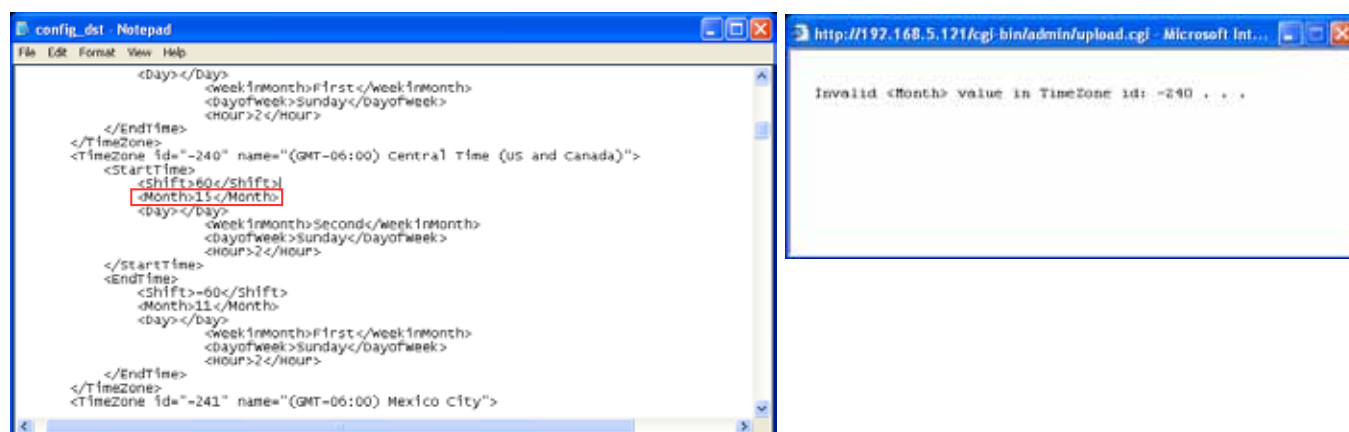 config_dst - Notepad
File Edit Format View Help
<Day></Day>
<WeekinMonth>First</WeekinMonth>
<DayofWeek>Sunday</DayofWeek>
<Hour>2</Hour>
</EndTime>
</TimeZone>
<TimeZone id="-240" name="(GMT-06:00) Central Time (US and Canada)">
<StartTime>
<Shift>60</Shift>
<Month>15</Month>
<Day></Day>
<WeekinMonth>Second</WeekinMonth>
<DayofWeek>Sunday</DayofWeek>
<Hour>2</Hour>
</StartTime>
<EndTime>
<Shift>-60</Shift>
<Month>11</Month>
<Day></Day>
<WeekinMonth>First</WeekinMonth>
<DayofWeek>Sunday</DayofWeek>
<Hour>2</Hour>
</EndTime>
</TimeZone>
<TimeZone id="-241" name="(GMT-06:00) Mexico City">
http://192.168.5.121/cgi-bin/admin/upload.cgi - Microsoft Int...
Invalid <Month> value in TimeZone id: -240 . . .